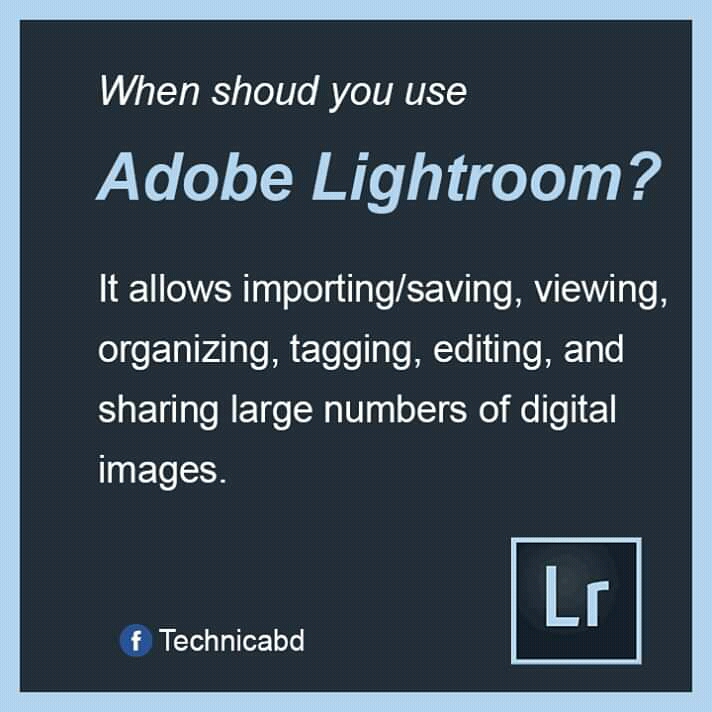 When shoud you use
Adobe Lightroom?
It allows importing/saving, viewing,
organizing, tagging, editing, and
sharing large numbers of digital
images.
Lr
f Technicabd